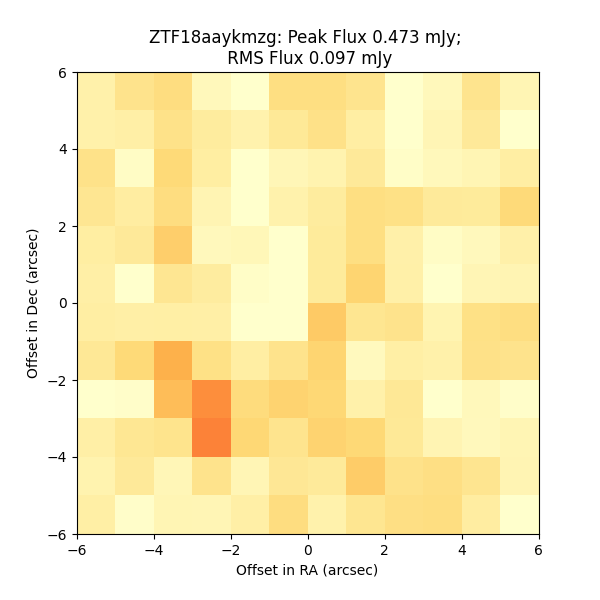 ZTF18aaykmzg: Peak Flux 0.473 mJy;
RMS Flux 0.097 mJy
6
4
2
0
−2
−4
−6
Offset in Dec (arcsec)
−6 −4 −2 0 2 4 6
Offset in RA (arcsec)